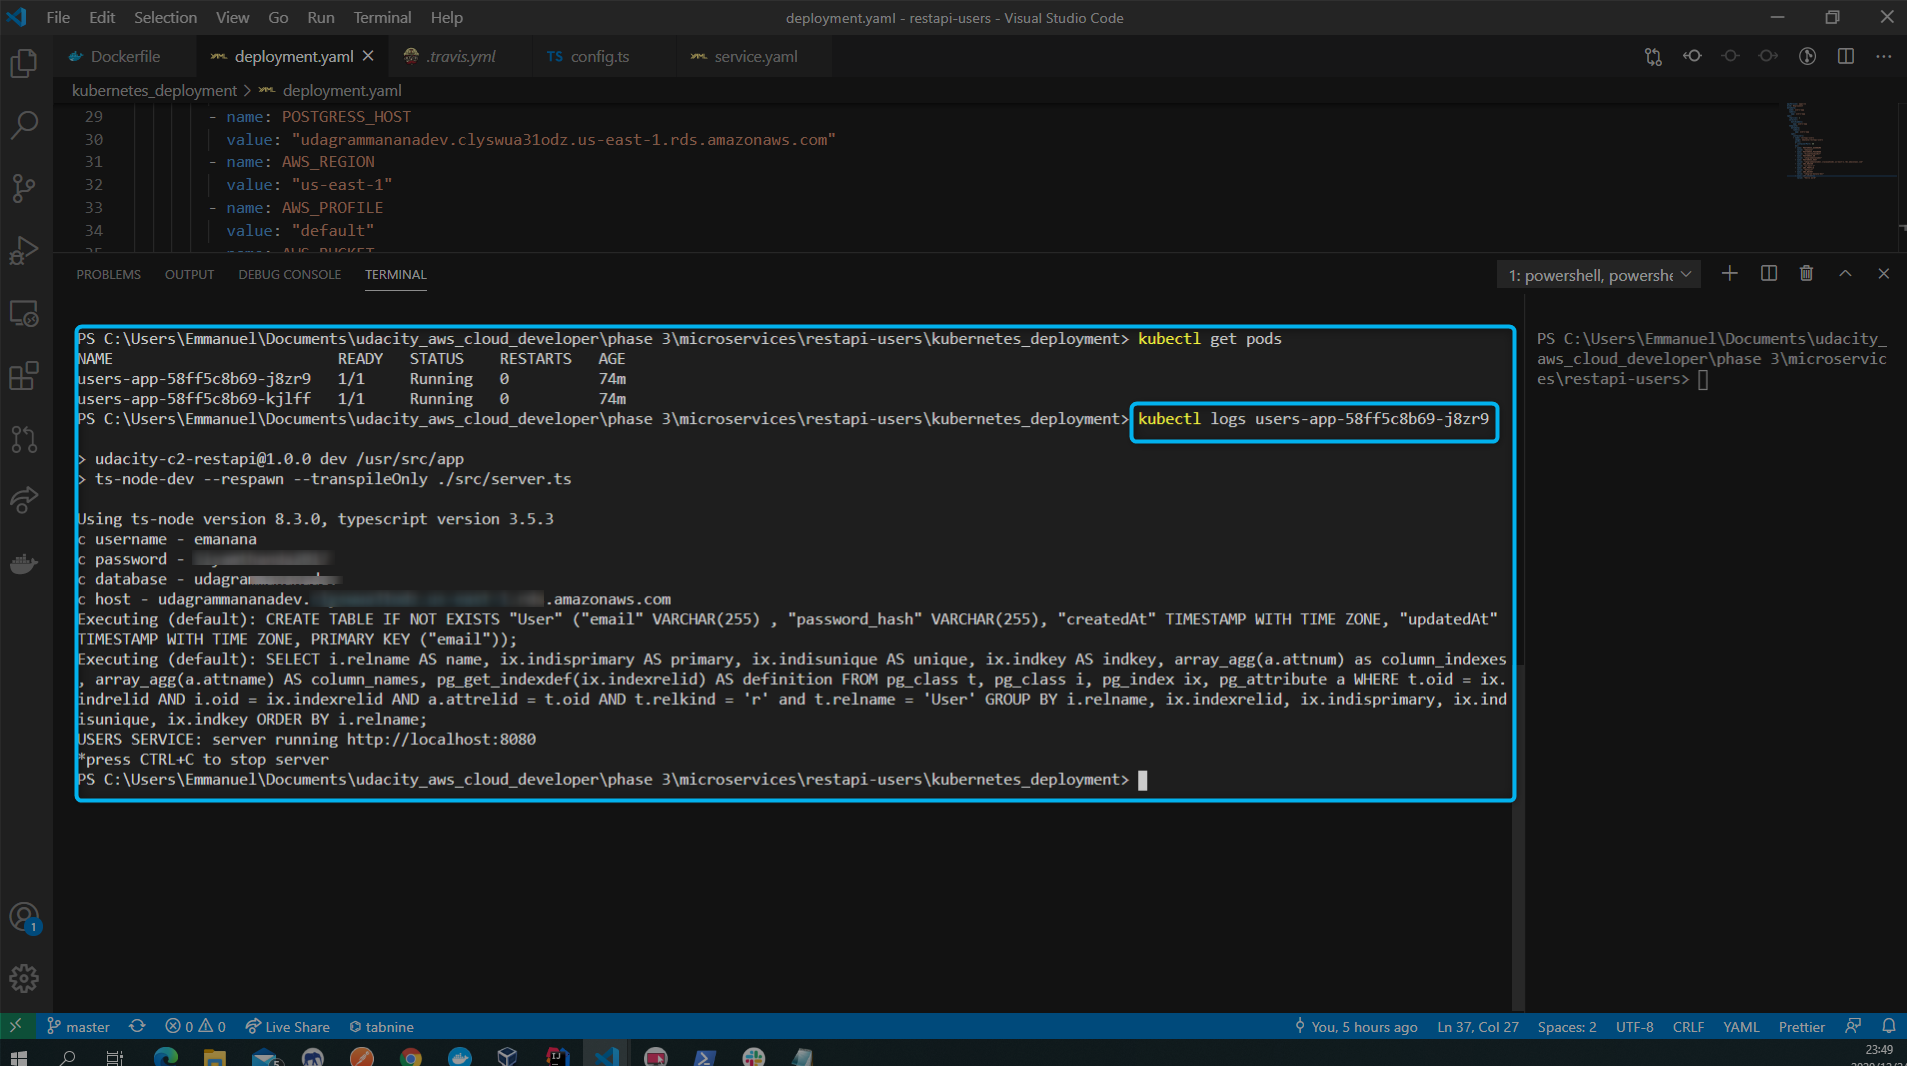 File Edit Selection View Go Run Terminal Help
deployment.yaml - restapi-users - Visual Studio Code
Dockerfile deployment.yaml .travis.yml TS config.ts service.yaml
kubernetes_deployment > deployment.yaml
29 - name: POSTGRESS_HOST
30 value: "udagrammananadev.clyswua31odz.us-east-1.rds.amazonaws.com"
31 - name: AWS_REGION
32 value: "us-east-1"
33 - name: AWS_PROFILE
34 value: "default"
35 - name: AWS_BUCKET
PROBLEMS OUTPUT DEBUG CONSOLE TERMINAL
1: powershell, powershe
PS C:\Users\Emmanuel\Documents\udacity_aws_cloud_developer\phase 3\microservices\restapi-users\kubernetes_deployment> kubectl get pods
NAME READY STATUS RESTARTS AGE
users-app-58ff5c8b69-j8zr9 1/1 Running 0 74m
users-app-58ff5c8b69-kjlff 1/1 Running 0 74m
PS C:\Users\Emmanuel\Documents\udacity_aws_cloud_developer\phase 3\microservices\restapi-users\kubernetes_deployment> kubectl logs users-app-58ff5c8b69-j8zr9
> udacity-c2-restapi@1.0.0 dev /usr/src/app
> ts-node-dev --respawn --transpileOnly ./src/server.ts
Using ts-node version 8.3.0, typescript version 3.5.3
c username - emanana
c password -
c database -
c host - udagrammananadev. .amazonaws.com
Executing (default): CREATE TABLE IF NOT EXISTS "User" ("email" VARCHAR(255) , "password_hash" VARCHAR(255), "createdAt" TIMESTAMP WITH TIME ZONE, "updatedAt"
TIMESTAMP WITH TIME ZONE, PRIMARY KEY ("email"));
Executing (default): SELECT i.relname AS name, ix.indisprimary AS primary, ix.indisunique AS unique, ix.indkey AS indkey, array_agg(a.attnum) as column_indexes
, array_agg(a.attname) AS column_names, pg_get_indexdef(ix.indexrelid) AS definition FROM pg_class t, pg_class i, pg_index ix, pg_attribute a WHERE t.oid = ix.
indrelid AND i.oid = ix.indexrelid AND a.attrelid = t.oid AND t.relkind = 'r' and t.relname = 'User' GROUP BY i.relname, ix.indexrelid, ix.indisprimary, ix.ind
isunique, ix.indkey ORDER BY i.relname;
USERS SERVICE: server running http://localhost:8080
*press CTRL+C to stop server
PS C:\Users\Emmanuel\Documents\udacity_aws_cloud_developer\phase 3\microservices\restapi-users\kubernetes_deployment>
PS C:\Users\Emmanuel\Documents\udacity_
aws_cloud_developer\phase 3\microservic
es\restapi-users>
1
master 0 0 Live Share tabnine
You, 5 hours ago Ln 37, Col 27 Spaces: 2 UTF-8 CRLF YAML Prettier
23:49